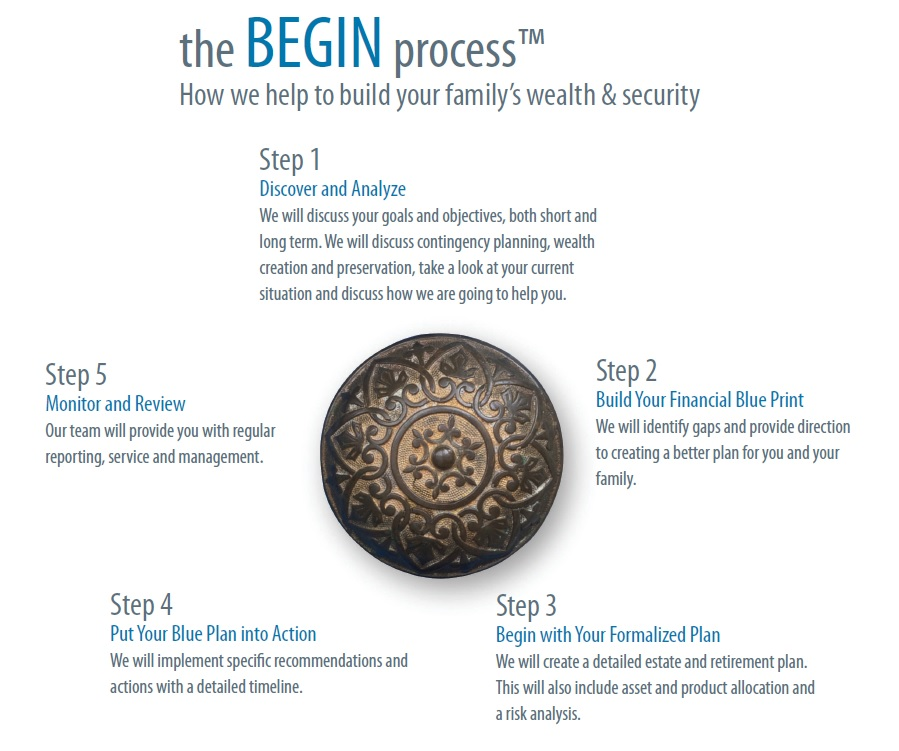 the BEGIN process™
How we help to build your family's wealth & security
Step 1
Discover and Analyze
We will discuss your goals and objectives, both short and
long term. We will discuss contingency planning, wealth
creation and preservation, take a look at your current
situation and discuss how we are going to help you.
Step 2
Build Your Financial Blue Print
We will identify gaps and provide direction
to creating a better plan for you and your
family.
Step 3
Begin with Your Formalized Plan
We will create a detailed estate and retirement plan.
This will also include asset and product allocation and
a risk analysis.
Step 4
Put Your Blue Plan into Action
We will implement specific recommendations and
actions with a detailed timeline.
Step 5
Monitor and Review
Our team will provide you with regular
reporting, service and management.